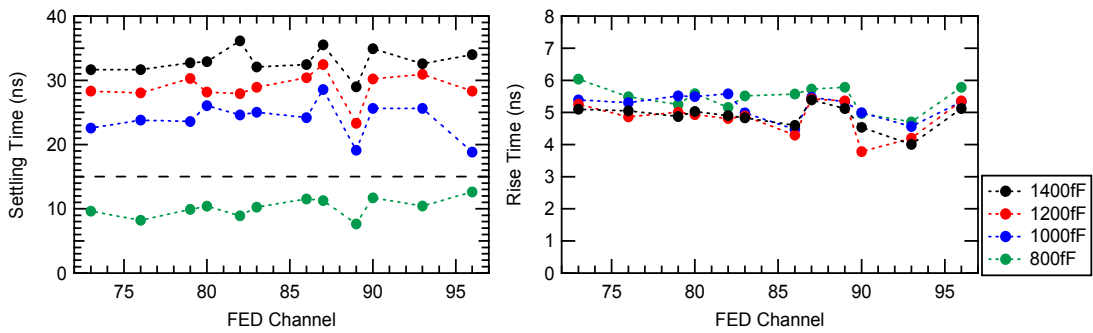 40
30
20
10
0
Settling Time (ns)
75 80 85 90 95
FED Channel
8
7
6
5
4
3
2
1
0
Rise Time (ns)
75 80 85 90 95
FED Channel
1400fF
1200fF
1000fF
800fF